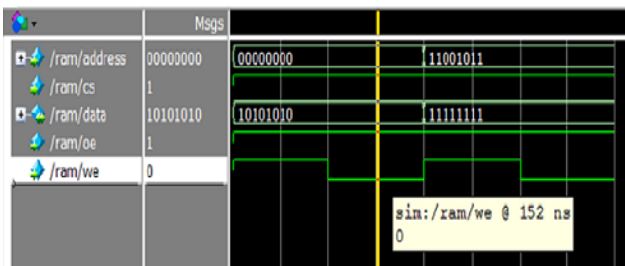 Msgs
/ram/address 00000000 00000000 11001011
/ram/cs 1
/ram/data 10101010 10101010 11111111
/ram/oe 1
/ram/we 0
sim:/ram/we @ 152 ns
0